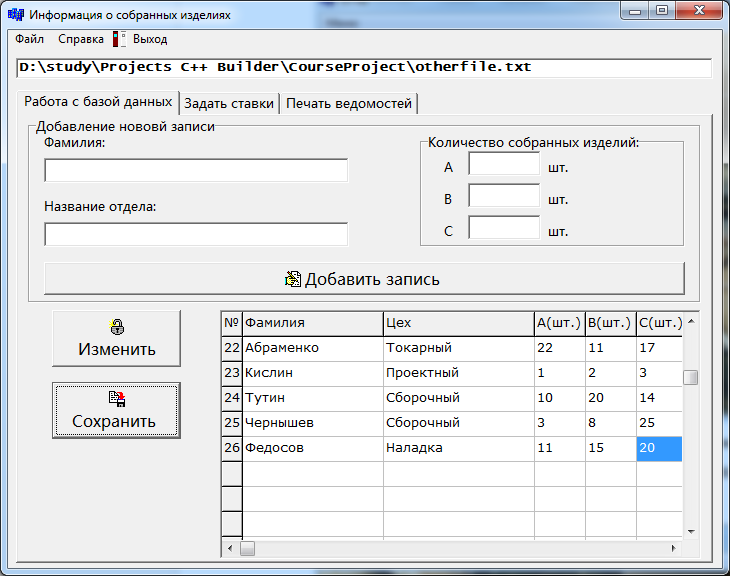 Информация о собранных изделиях
Файл Справка Выход
D:\study\Projects C++ Builder\CourseProject\otherfile.txt
Работа с базой данных Задать ставки Печать ведомостей
Добавление нововй записи
Фамилия:
Название отдела:
Количество собранных изделий:
A шт.
B шт.
C шт.
Добавить запись
Изменить
Сохранить
№ Фамилия Цех A(шт.) B(шт.) C(шт.)
22 Абраменко Токарный 22 11 17
23 Кислин Проектный 1 2 3
24 Тутин Сборочный 10 20 14
25 Чернышев Сборочный 3 8 25
26 Федосов Наладка 11 15 20